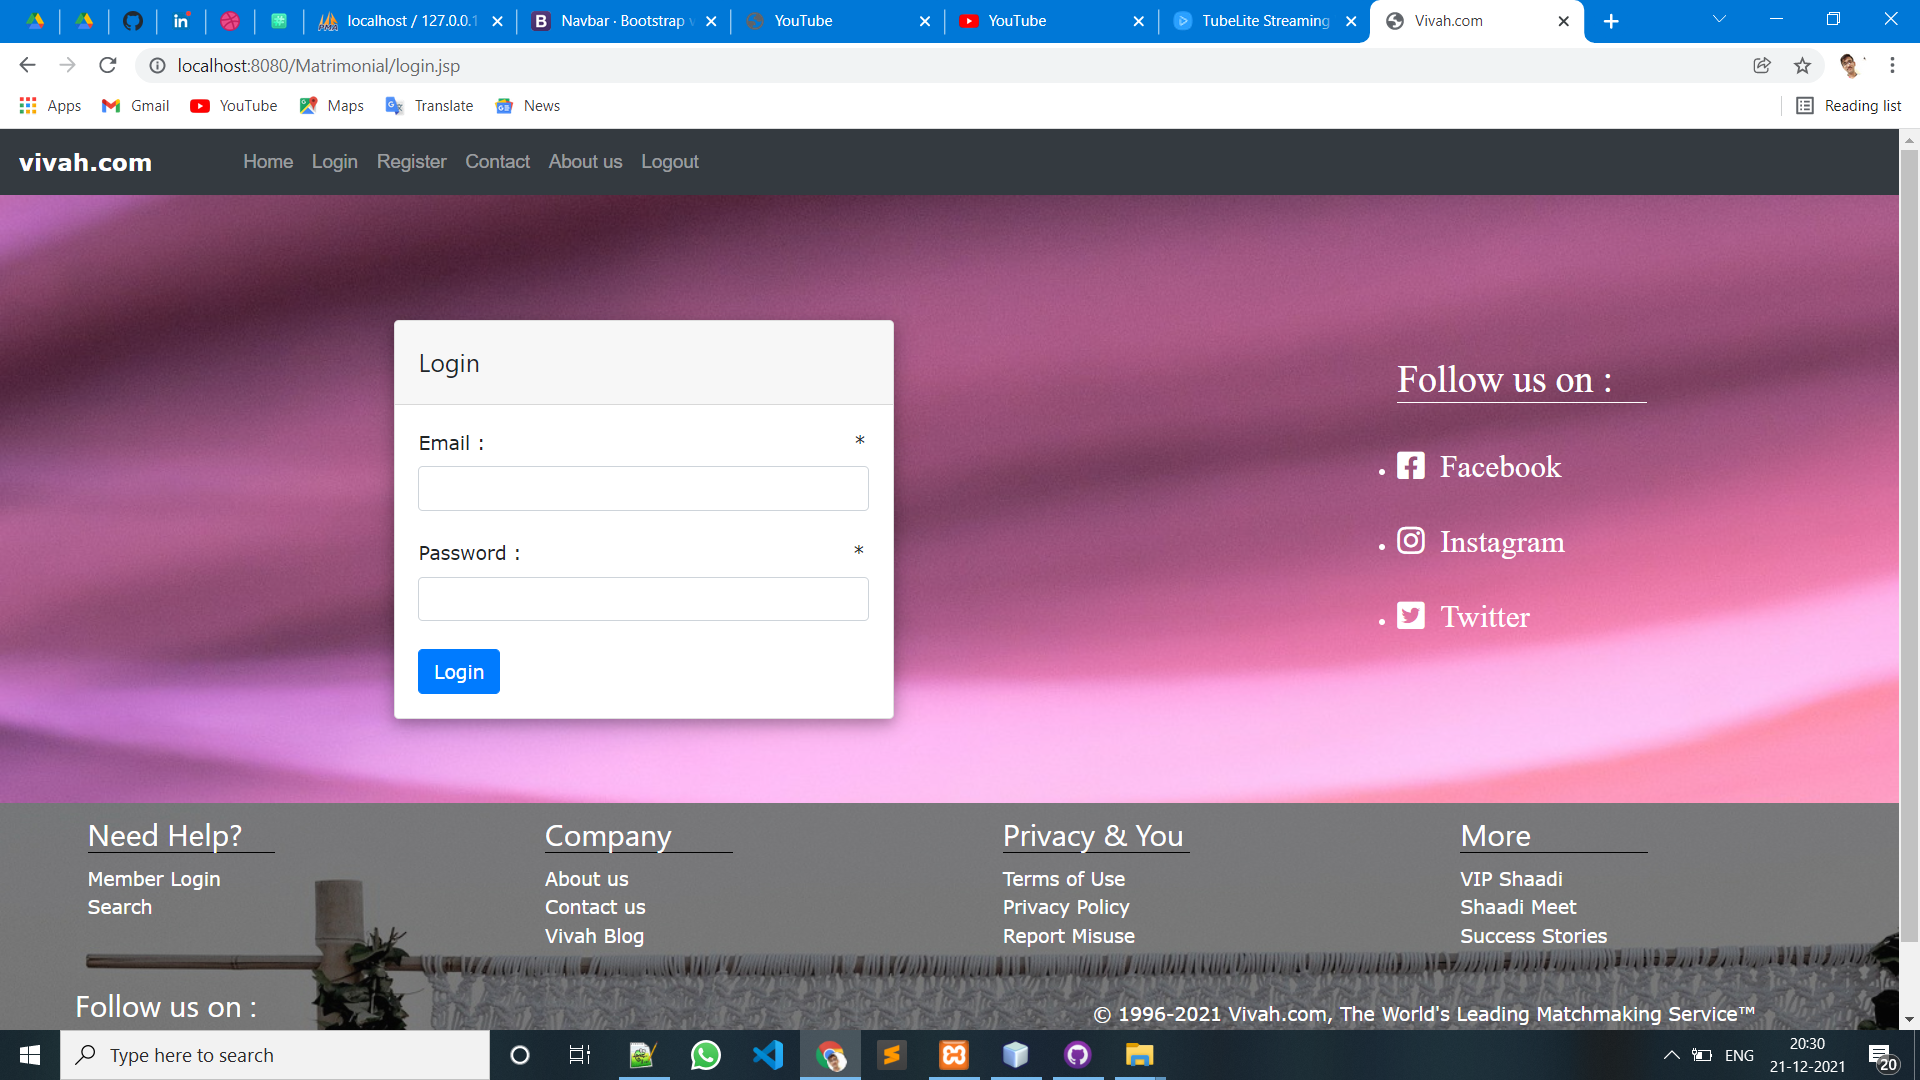 localhost / 127.0.0.1
Navbar · Bootstrap v
YouTube
YouTube
TubeLite Streaming
Vivah.com
localhost:8080/Matrimonial/login.jsp
Apps
Gmail
YouTube
Maps
Translate
News
Reading list
vivah.com
Home
Login
Register
Contact
About us
Logout
Login
Email :
*
Password :
*
Login
Follow us on :
Facebook
Instagram
Twitter
Need Help?
Member Login
Search
Company
About us
Contact us
Vivah Blog
Privacy & You
Terms of Use
Privacy Policy
Report Misuse
More
VIP Shaadi
Shaadi Meet
Success Stories
Follow us on :
© 1996-2021 Vivah.com, The World's Leading Matchmaking Service™
Type here to search
ENG
20:30
21-12-2021
20